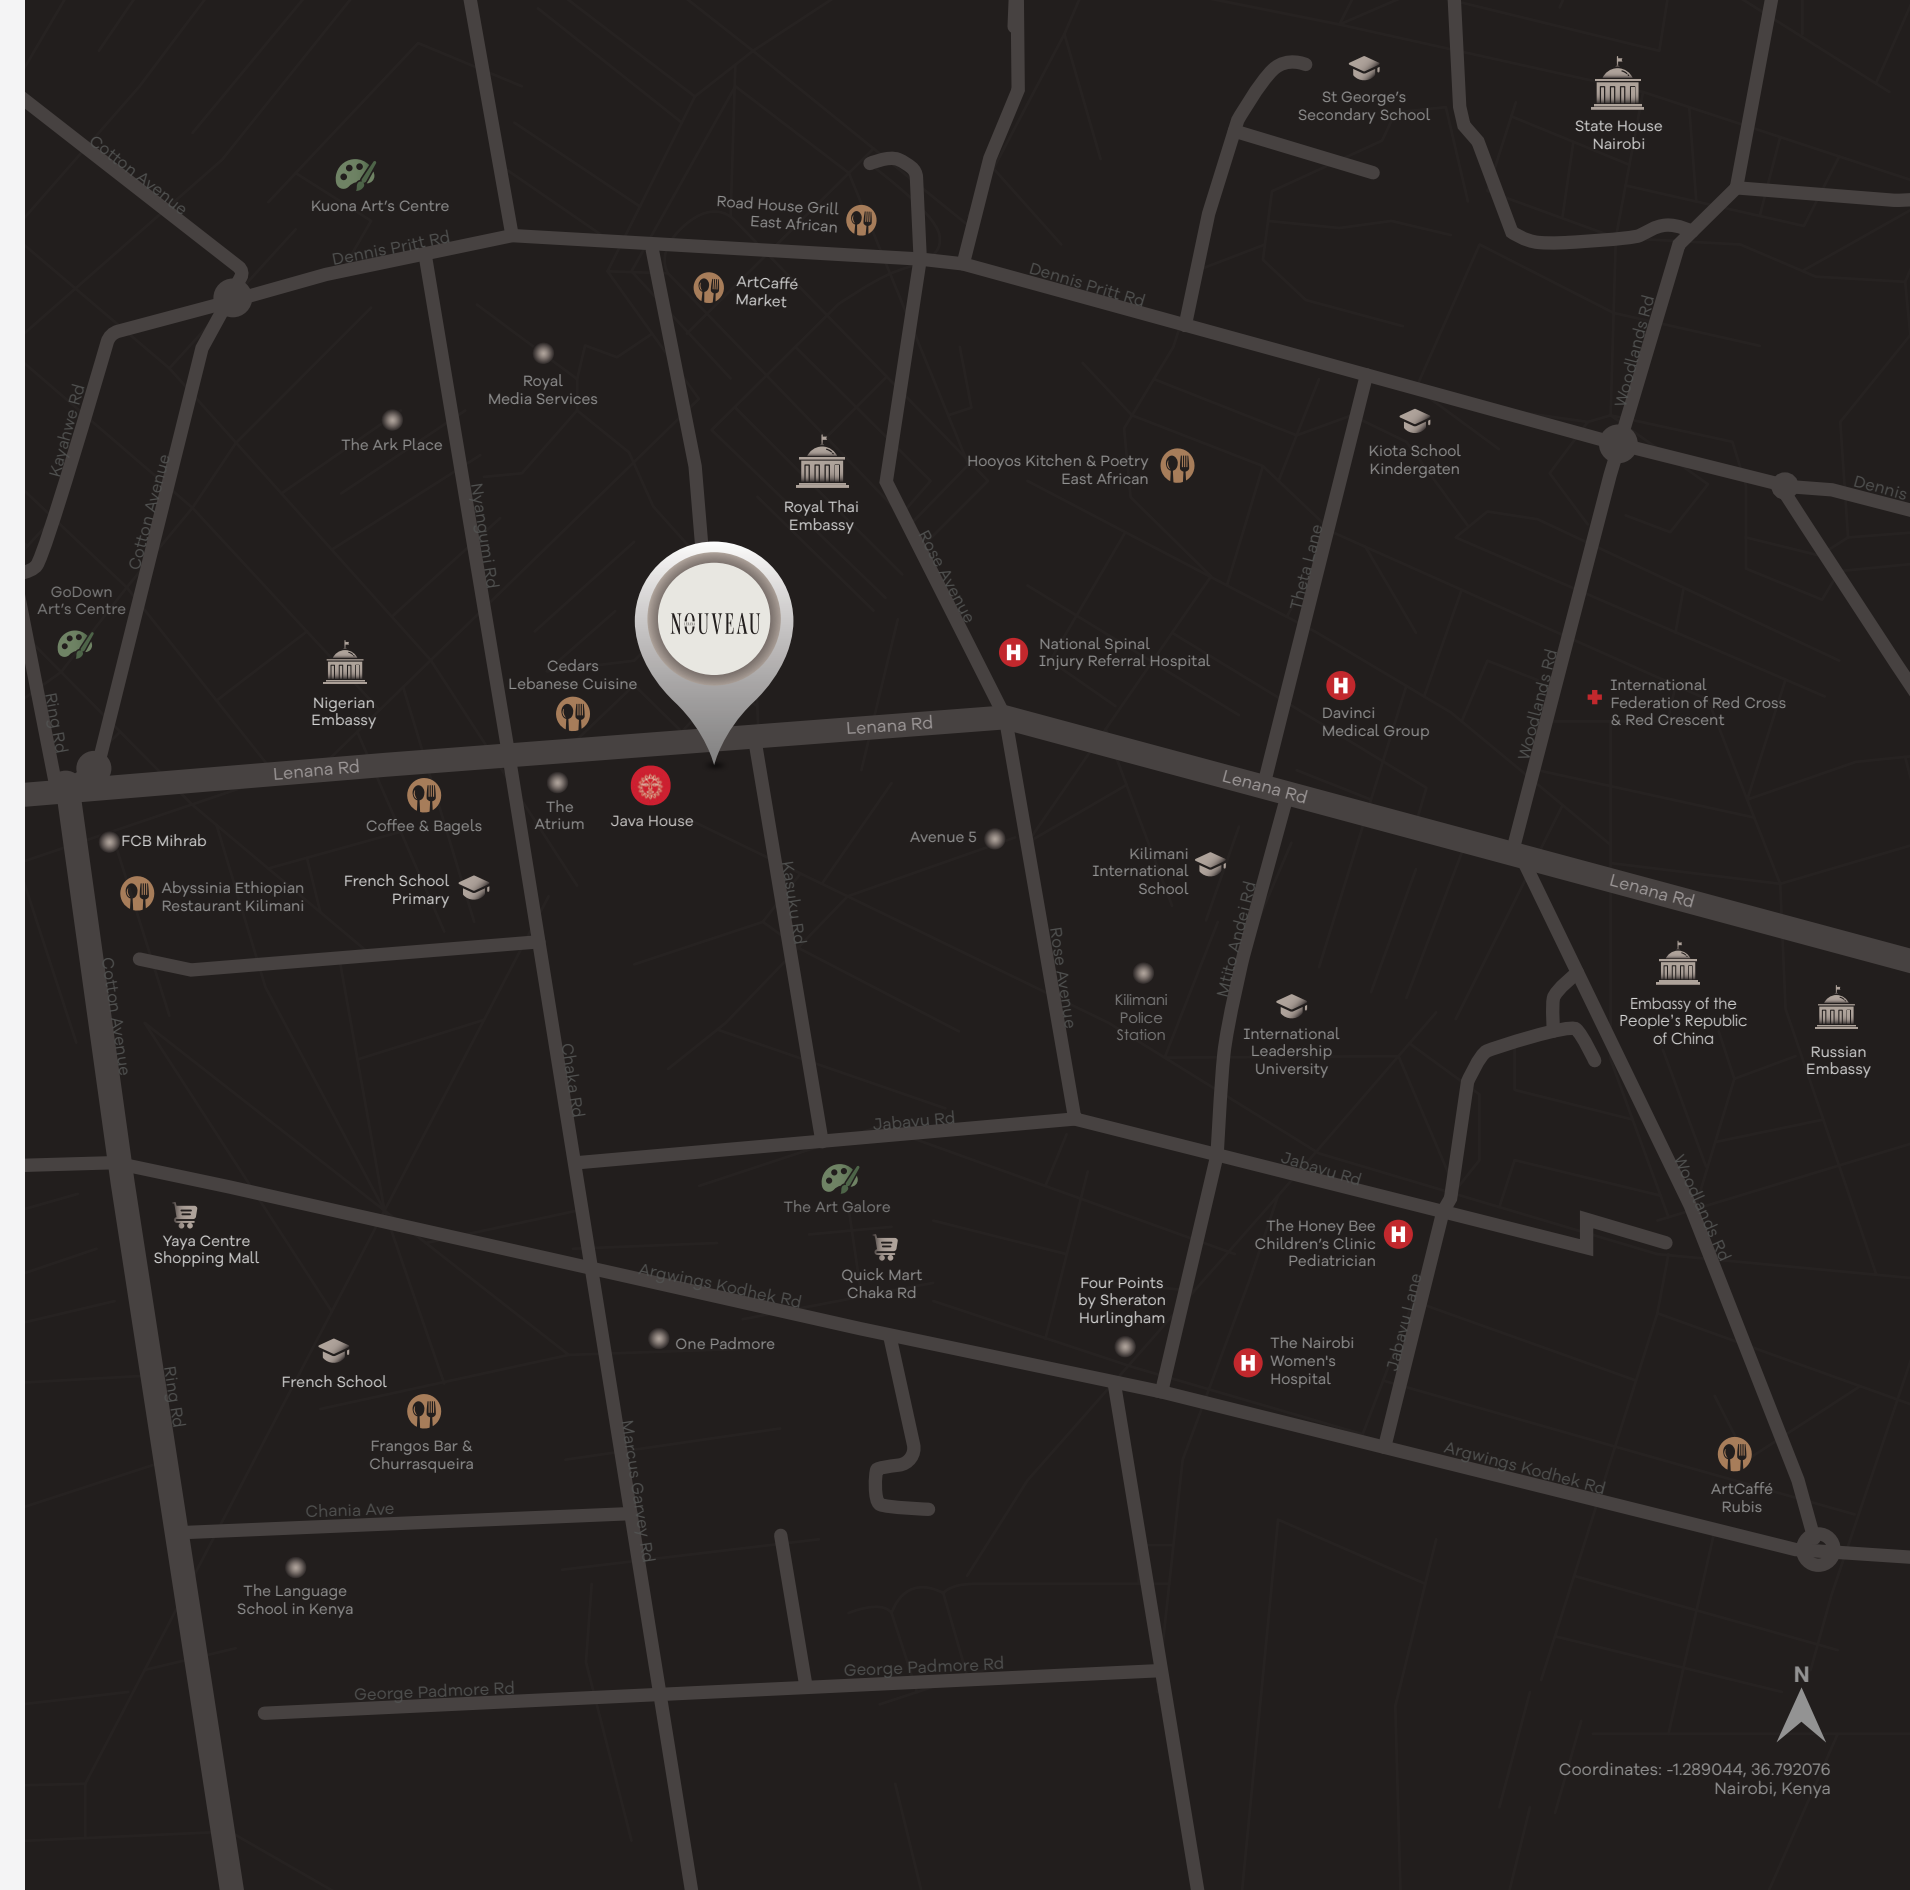 St George's
Secondary School
State House
Nairobi
Cotton Avenue
Kuona Art's Centre
Road House Grill
East African
Dennis Pritt Rd
ArtCaffé
Market
Dennis Pritt Rd
Woodlands Rd
Royal
Media Services
Kayahwe Rd
The Ark Place
Cotton Avenue
Nyangumi Rd
Royal Thai
Embassy
Hooyos Kitchen & Poetry
East African
Kiota School
Kindergaten
Dennis
Rose Avenue
Theta Lane
GoDown
Art's Centre
NOUVEAU
National Spinal
Injury Referral Hospital
Nigerian
Embassy
Cedars
Lebanese Cuisine
Ring Rd
Davinci
Medical Group
Woodlands Rd
International
Federation of Red Cross
& Red Crescent
Lenana Rd
Lenana Rd
Lenana Rd
Coffee & Bagels
The
Atrium
Java House
FCB Mihrab
Avenue 5
Abyssinia Ethiopian
Restaurant Kilimani
French School
Primary
Kasuku Rd
Kilimani
International
School
Mtito Andei Rd
Lenana Rd
Cotton Avenue
Rose Avenue
Kilimani
Police
Station
International
Leadership
University
Embassy of the
People's Republic
of China
Russian
Embassy
Chaka Rd
Jabavu Rd
Jabavu Rd
Woodlands Rd
The Art Galore
Yaya Centre
Shopping Mall
Argwings Kodhek Rd
Quick Mart
Chaka Rd
The Honey Bee
Children's Clinic
Pediatrician
Four Points
by Sheraton
Hurlingham
Jabavu Lane
One Padmore
The Nairobi
Women's
Hospital
French School
Ring Rd
Frangos Bar &
Churrasqueira
Marcus Garvey Rd
Argwings Kodhek Rd
ArtCaffé
Rubis
Chania Ave
The Language
School in Kenya
George Padmore Rd
George Padmore Rd
N
Coordinates: -1.289044, 36.792076
Nairobi, Kenya